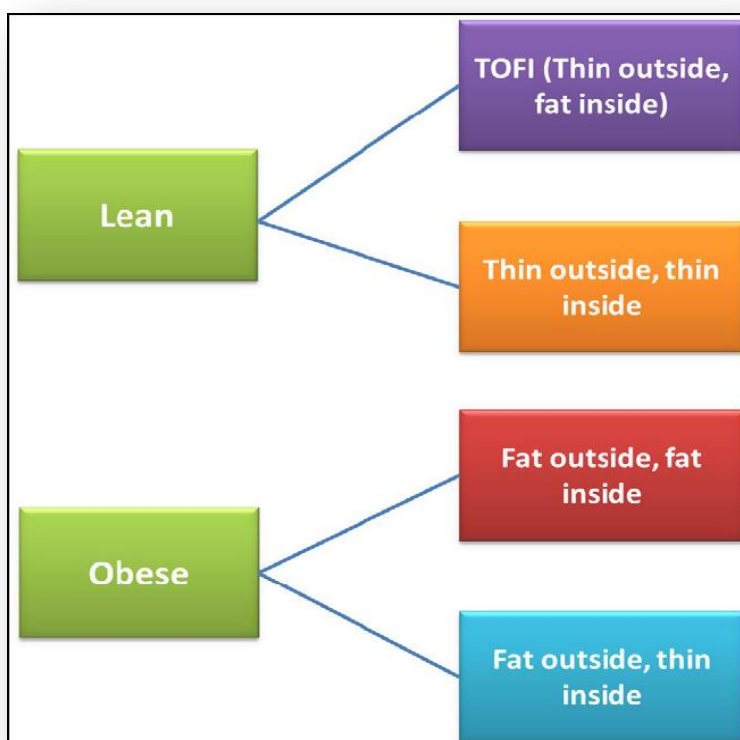 TOFI (Thin outside,
fat inside)
Lean
Thin outside, thin
inside
Fat outside, fat
inside
Obese
Fat outside, thin
inside